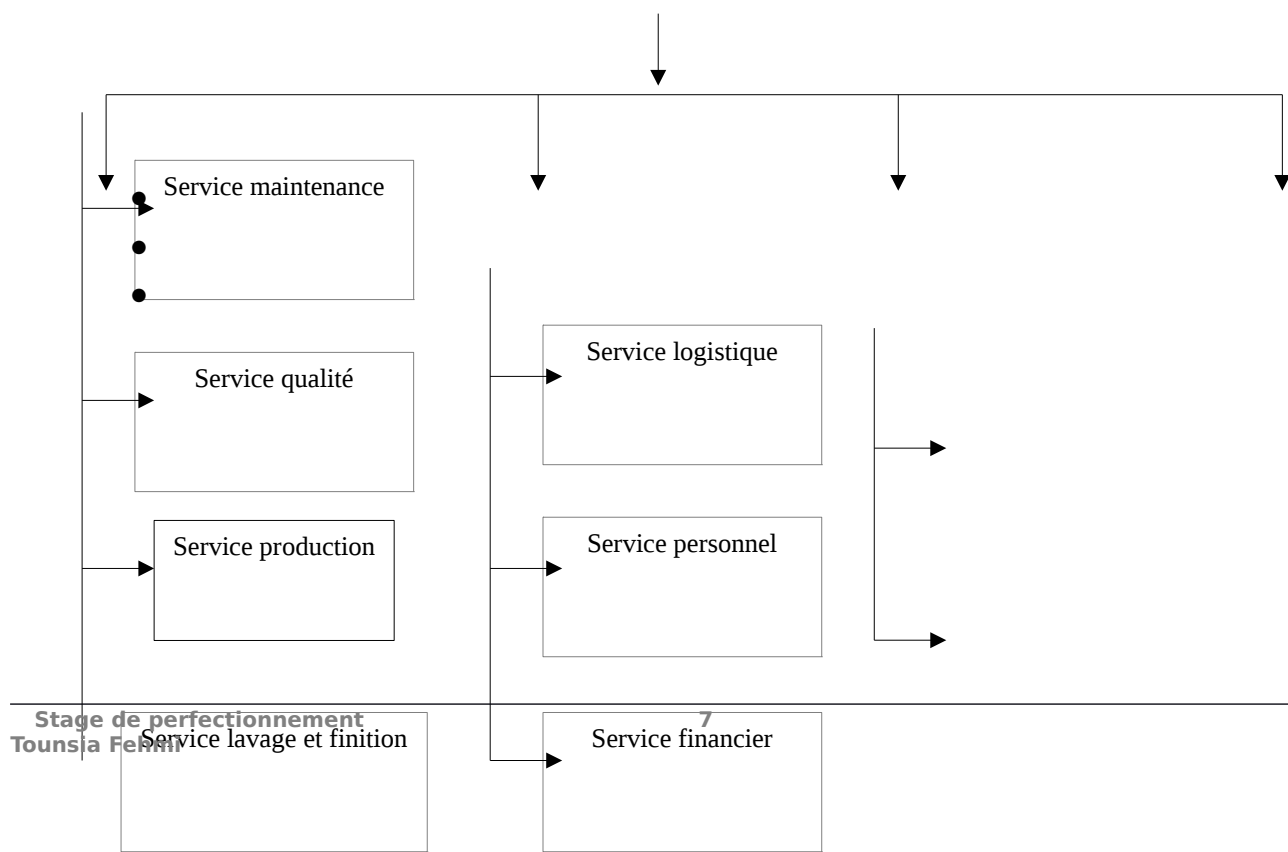 Service maintenance
Service qualité
Service production
Service lavage et finition
Service logistique
Service personnel
Service financier
Stage de perfectionnement 7
Tounsia Fehmi